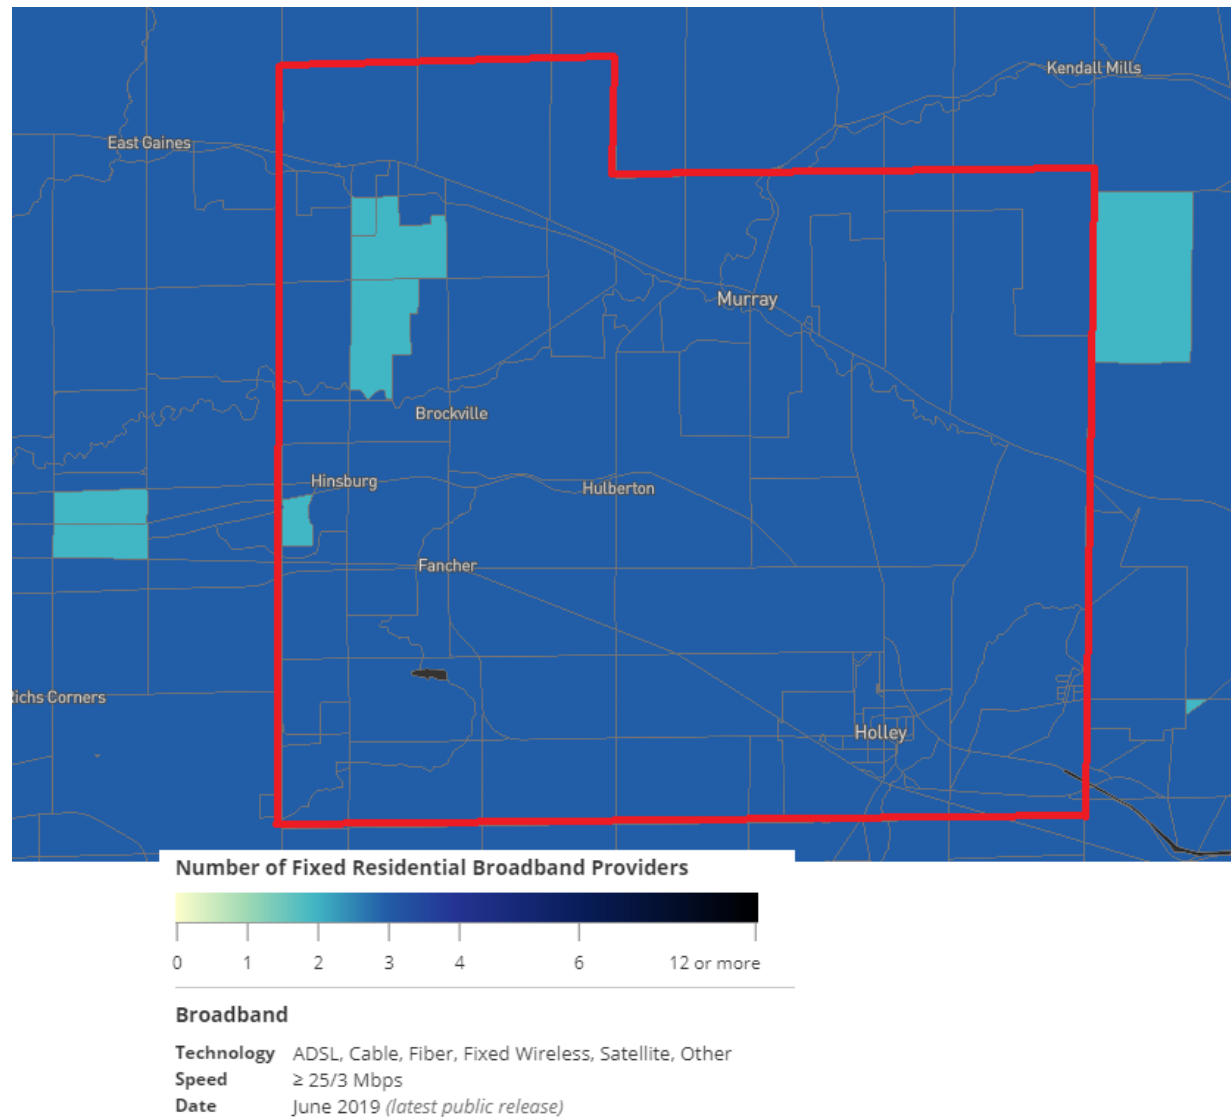 Kendall Mills
East Gaines
Murray
Brockville
Hinsburg
Hulberton
Fancher
Richs Corners
Holley
Number of Fixed Residential Broadband Providers
0 1 2 3 4 6 12 or more
Broadband
Technology ADSL, Cable, Fiber, Fixed Wireless, Satellite, Other
Speed ≥ 25/3 Mbps
Date June 2019 (latest public release)